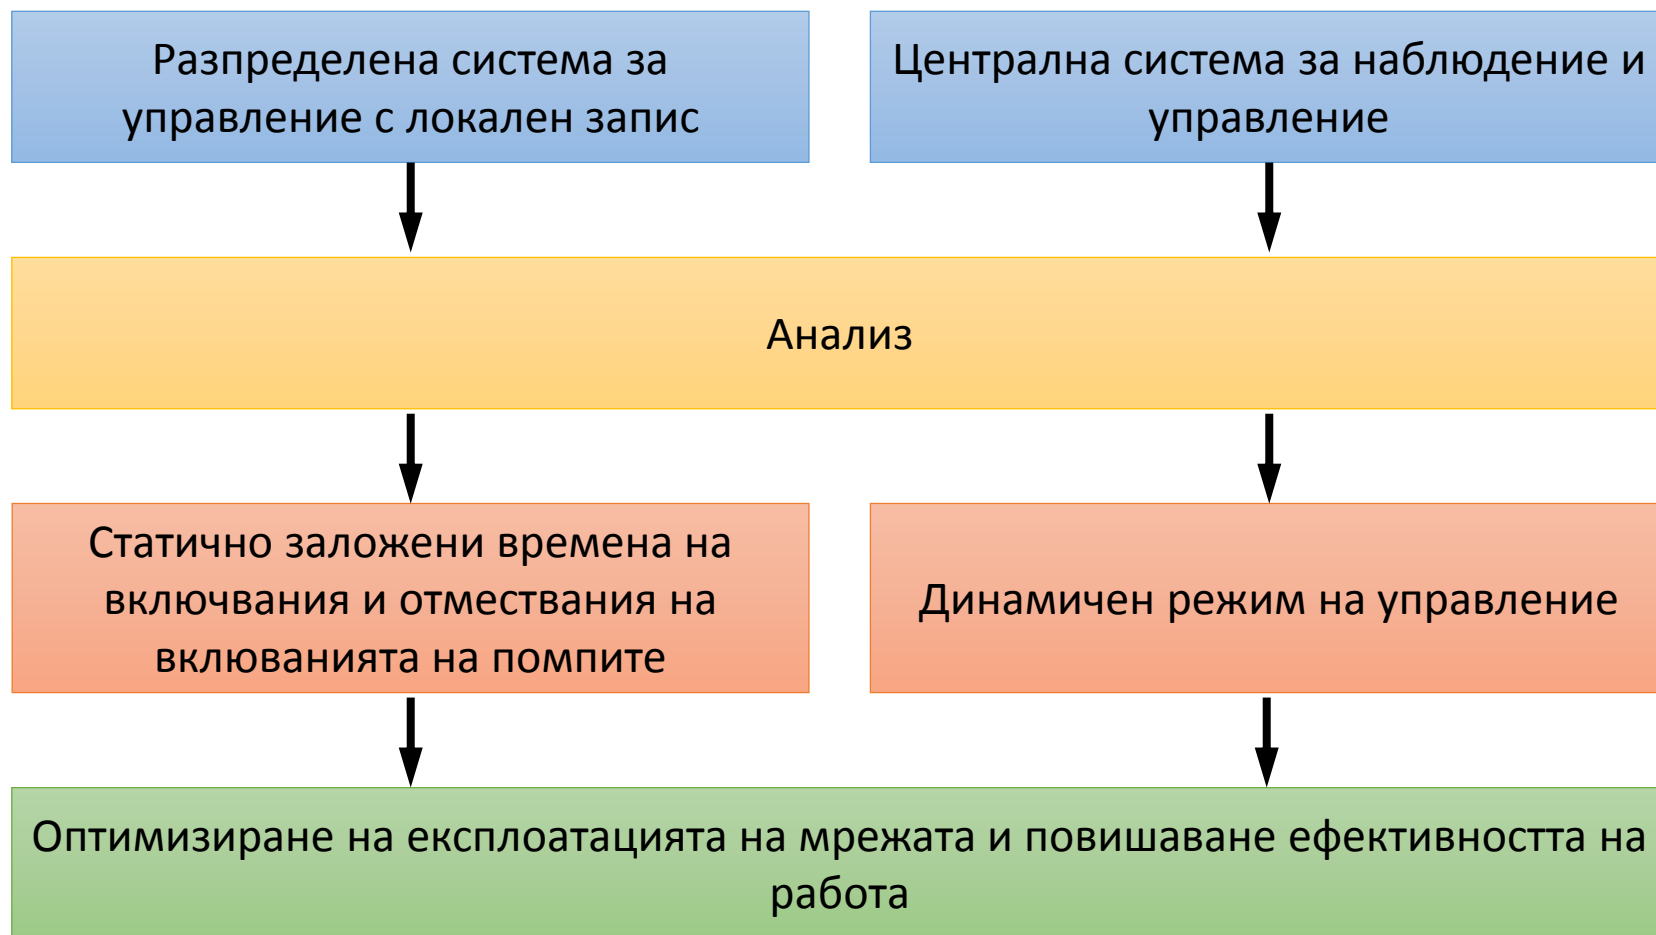 Разпределена система за
управление с локален запис
Централна система за наблюдение и
управление
Анализ
Статично заложени времена на
включвания и отмествания на
вклюванията на помпите
Динамичен режим на управление
Оптимизиране на експлоатацията на мрежата и повишаване ефективността на
работа